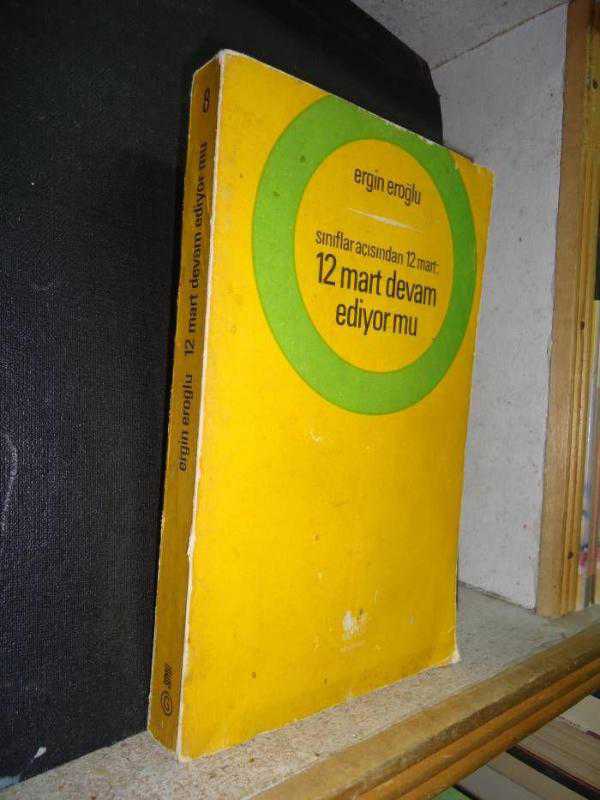 ergin eroğlu
sınıflar açısından 12 mart:
12 mart devam
ediyor mu
ergin eroğlu 12 mart devam ediyor mu 8